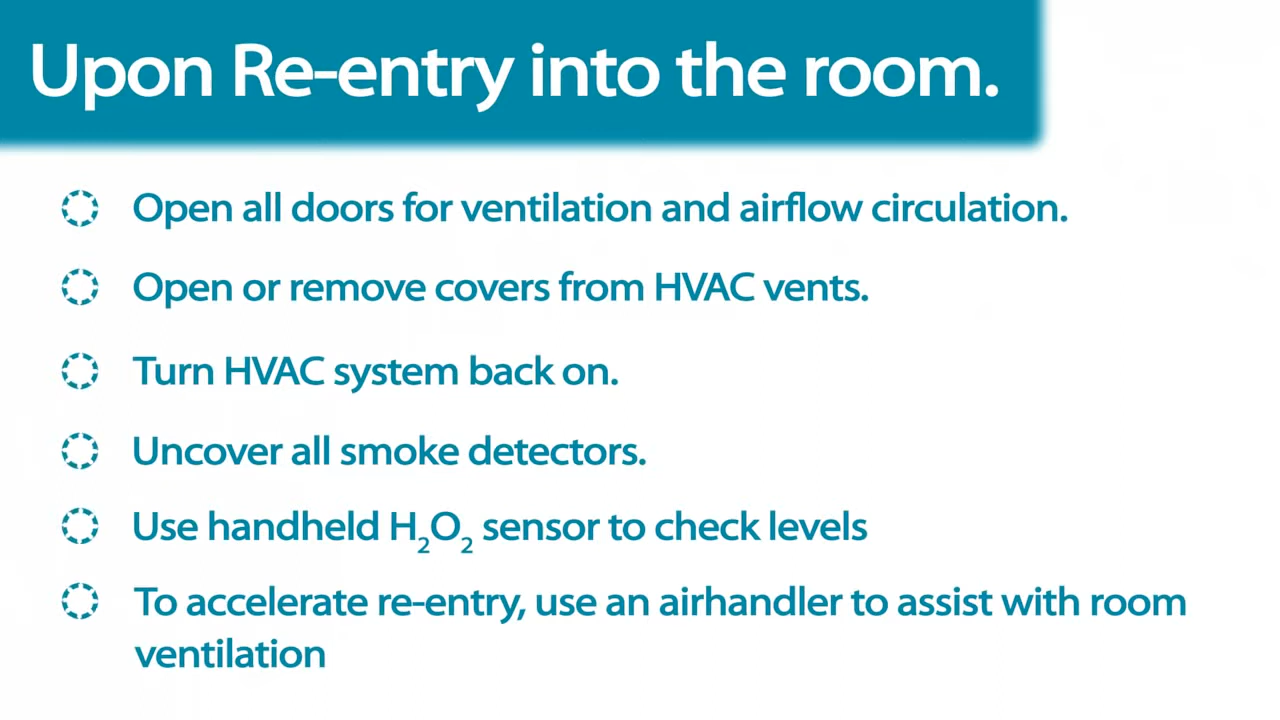 Upon Re-entry into the room.
Open all doors for ventilation and airflow circulation.
Open or remove covers from HVAC vents.
Turn HVAC system back on.
Uncover all smoke detectors.
Use handheld H₂O₂ sensor to check levels
To accelerate re-entry, use an airhandler to assist with room
ventilation